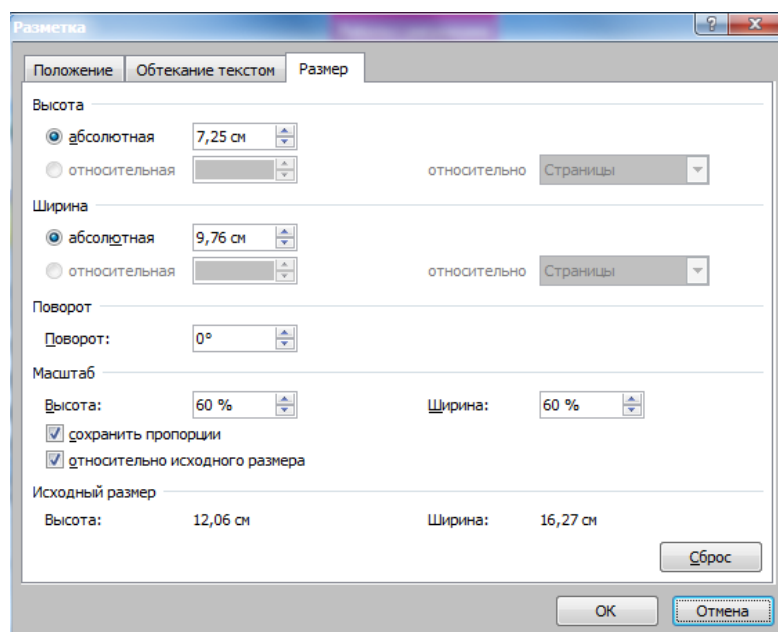 Разметка
Положение Обтекание текстом Размер
Высота
абсолютная 7,25 см
относительная относительно Страницы
Ширина
абсолютная 9,76 см
относительная относительно Страницы
Поворот
Поворот: 0°
Масштаб
Высота: 60 % Ширина: 60 %
сохранить пропорции
относительно исходного размера
Исходный размер
Высота: 12,06 см Ширина: 16,27 см
Сброс
ОК Отмена